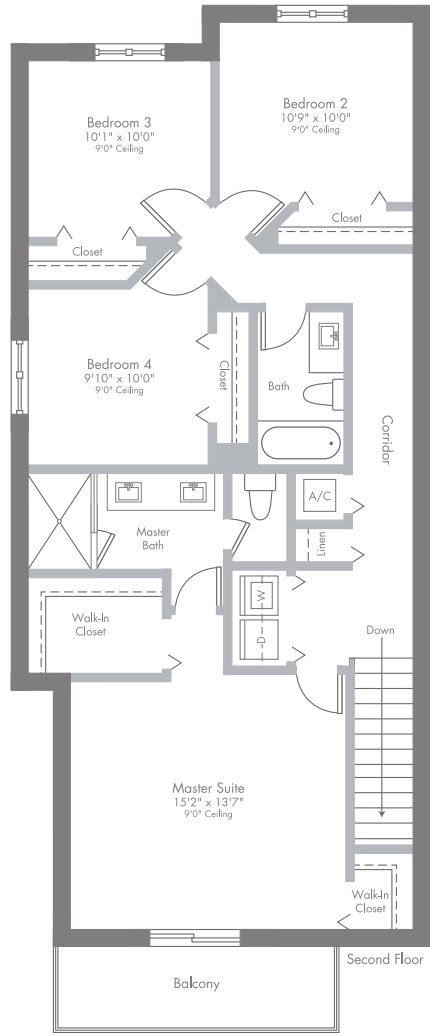 Bedroom 2
10'9" x 10'0"
9'0" Ceiling
Bedroom 3
10'1" x 10'0"
9'0" Ceiling
Closet
Closet
Bedroom 4
9'10" x 10'0"
9'0" Ceiling
Closet
Bath
Corridor
A/C
Master
Bath
Linen
W
D
Walk-In
Closet
Down
Master Suite
15'2" x 13'7"
9'0" Ceiling
Walk-In
Closet
Second Floor
Balcony